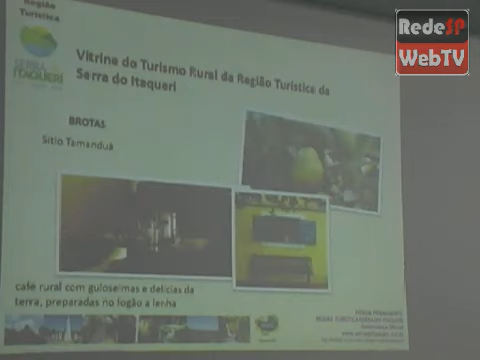 Região
Turística
SERRA
ITAQUERI
Vitrine do Turismo Rural da Região Turística da
Serra do Itaqueri
BROTAS
Sítio Tamanduá
café rural com guloseimas e delícias da
terra, preparadas no fogão a lenha
RedeSP
WebTV